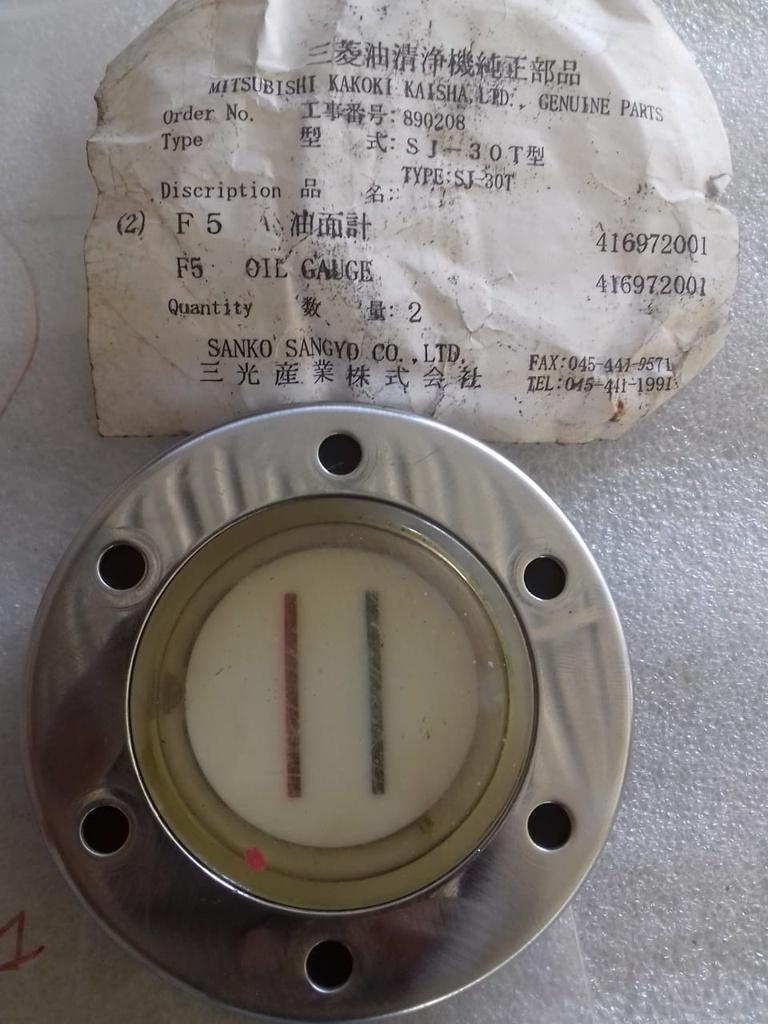 三菱油清浄機純正部品
MITSUBISHI KAKOKI KAISHA,LTD., GENUINE PARTS
Order No. 工事番号: 890208
Type 型 式: SJ-30T型
TYPE:SJ-30T
Discription 品 名:
(2) F5 油面計 416972001
F5 OIL GAUGE 416972001
Quantity 数 量: 2
SANKO SANGYO CO.,LTD.
三光産業株式会社
FAX:045-441-9571
TEL:045-441-1991